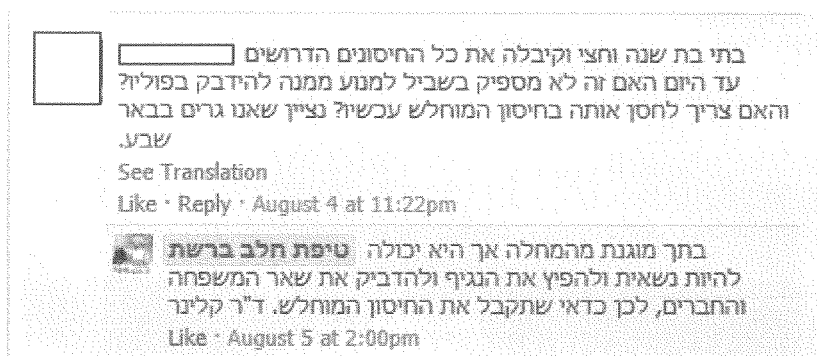 בתי בת שנה וחצי וקיבלה את כל החיסונים הדרושים
עד היום האם זה לא מספיק בשביל למנוע ממנה להידבק בפוליו?
והאם צריך לחסן אותה בחיסון המוחלש עכשיו? נציין שאנו גרים בבאר
שבע.
See Translation
Like · Reply · August 4 at 11:22pm
טיפת חלב ברשת בתך מוגנת מהמחלה אך היא יכולה
להיות נשאית ולהפיץ את הנגיף ולהדביק את שאר המשפחה
והחברים, לכן כדאי שתקבל את החיסון המוחלש. ד"ר קלינר
Like · August 5 at 2:00pm